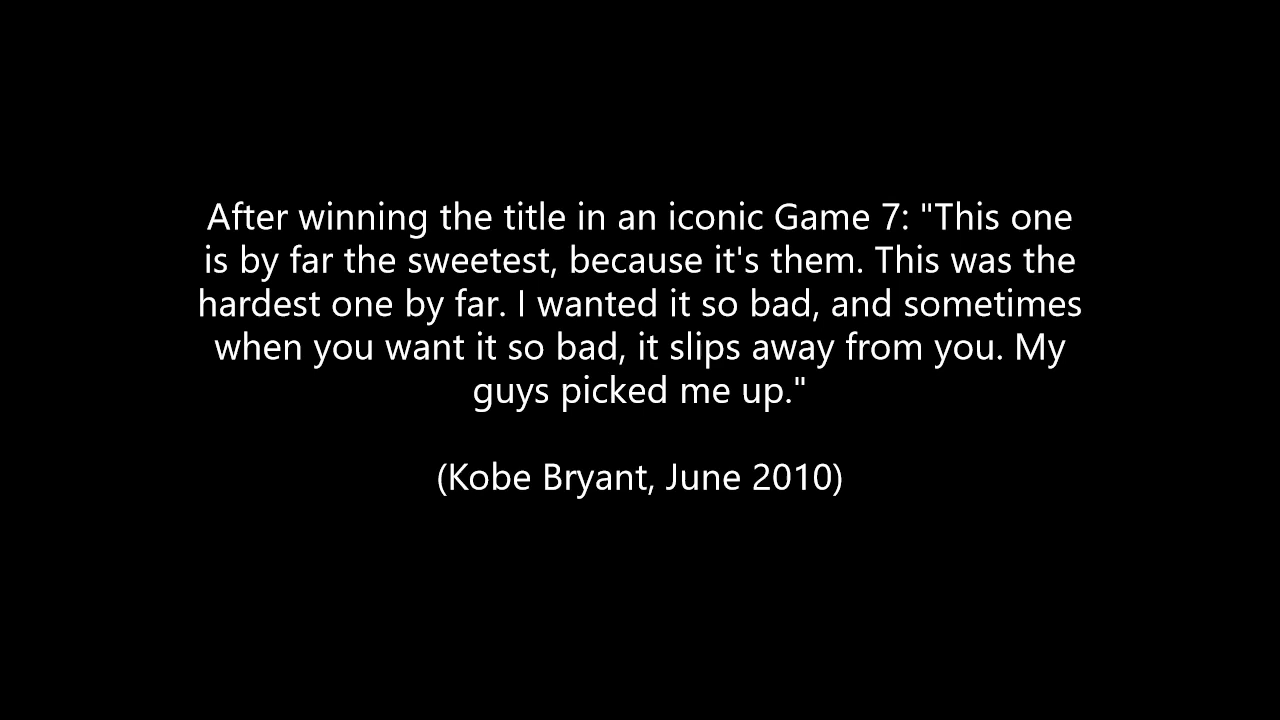 After winning the title in an iconic Game 7: "This one
is by far the sweetest, because it's them. This was the
hardest one by far. I wanted it so bad, and sometimes
when you want it so bad, it slips away from you. My
guys picked me up."
(Kobe Bryant, June 2010)